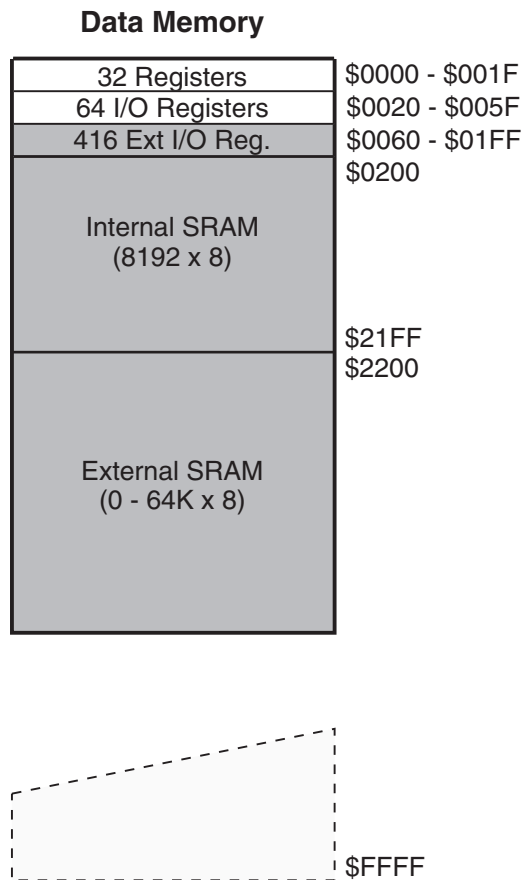 Data Memory
32 Registers
$0000 - $001F
64 I/O Registers
$0020 - $005F
416 Ext I/O Reg.
$0060 - $01FF
$0200
Internal SRAM
(8192 x 8)
$21FF
$2200
External SRAM
(0 - 64K x 8)
$FFFF